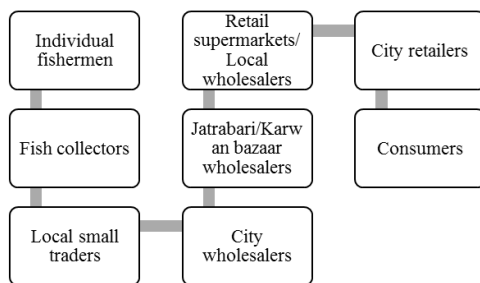 Individual
fishermen
Fish collectors
Local small
traders
City
wholesalers
Jatrabari/Karw
an bazaar
wholesalers
Retail
supermarkets/
Local
wholesalers
City retailers
Consumers